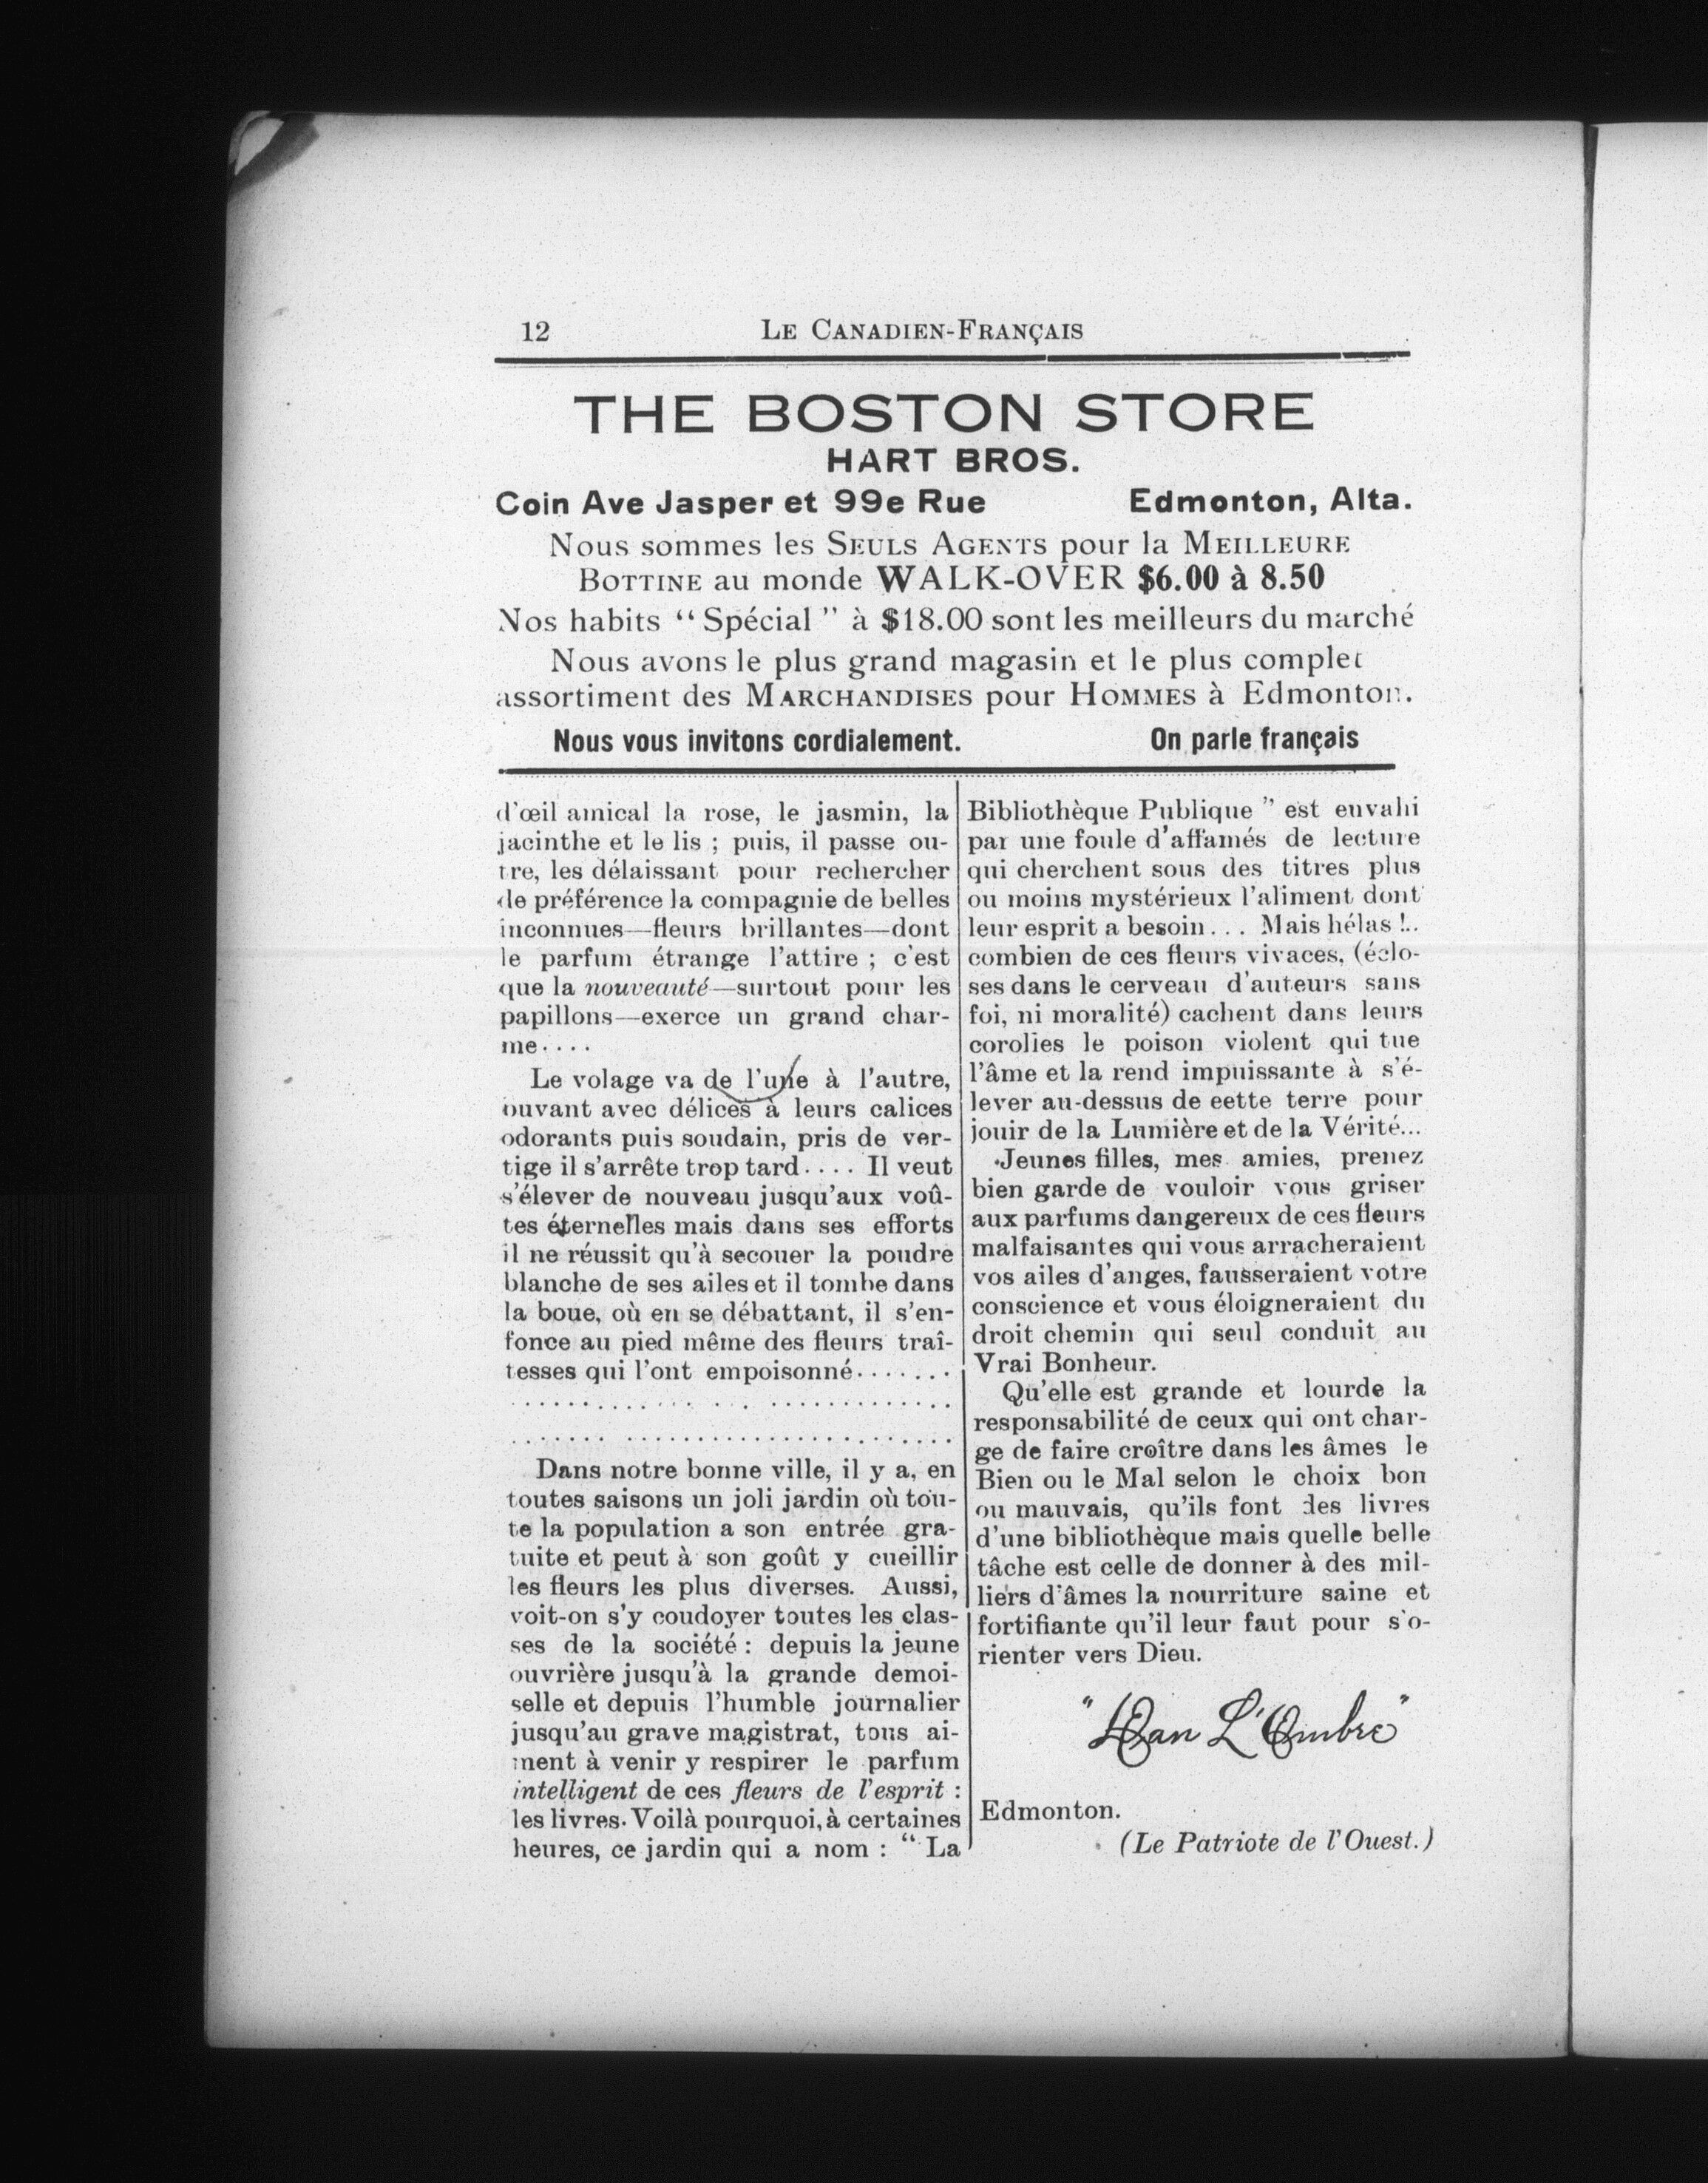 12
LE CANADIEN-FRANÇAIS
THE BOSTON STORE
HART BROS.
Coin Ave Jasper et 99e Rue Edmonton, Alta.
Nous sommes les SEULS AGENTS pour la MEILLEURE
BOTTINE au monde WALK-OVER $6.00 à 8.50
Nos habits “Spécial” à $18.00 sont les meilleurs du marché
Nous avons le plus grand magasin et le plus complet
assortiment des MARCHANDISES pour HOMMES à Edmonton.
Nous vous invitons cordialement. On parle français
d'œil amical la rose, le jasmin, la
jacinthe et le lis ; puis, il passe ou-
tre, les délaissant pour rechercher
de préférence la compagnie de belles
inconnues—fleurs brillantes—dont
le parfum étrange l'attire ; c'est
que la nouveauté—surtout pour les
papillons—exerce un grand char-
me....
Le volage va de l'une à l'autre,
buvant avec délices à leurs calices
odorants puis soudain, pris de ver-
tige il s'arrête trop tard.... Il veut
s'élever de nouveau jusqu'aux voû-
tes éternelles mais dans ses efforts
il ne réussit qu'à secouer la poudre
blanche de ses ailes et il tombe dans
la boue, où en se débattant, il s'en-
fonce au pied même des fleurs traî-
tesses qui l'ont empoisonné.......
Dans notre bonne ville, il y a, en
toutes saisons un joli jardin où tou-
te la population a son entrée gra-
tuite et peut à son goût y cueillir
les fleurs les plus diverses. Aussi,
voit-on s'y coudoyer toutes les clas-
ses de la société : depuis la jeune
ouvrière jusqu'à la grande demoi-
selle et depuis l'humble journalier
jusqu'au grave magistrat, tous ai-
ment à venir y respirer le parfum
intelligent de ces fleurs de l'esprit :
les livres. Voilà pourquoi, à certaines
heures, ce jardin qui a nom : “ La
Bibliothèque Publique ” est envahi
par une foule d'affamés de lecture
qui cherchent sous des titres plus
ou moins mystérieux l'aliment dont
leur esprit a besoin... Mais hélas !..
combien de ces fleurs vivaces, (éclo-
ses dans le cerveau d'auteurs sans
foi, ni moralité) cachent dans leurs
corolies le poison violent qui tue
l'âme et la rend impuissante à s'é-
lever au-dessus de eette terre pour
jouir de la Lumière et de la Vérité...
Jeunes filles, mes amies, prenez
bien garde de vouloir vous griser
aux parfums dangereux de ces fleurs
malfaisantes qui vous arracheraient
vos ailes d'anges, fausseraient votre
conscience et vous éloigneraient du
droit chemin qui seul conduit au
Vrai Bonheur.
Qu'elle est grande et lourde la
responsabilité de ceux qui ont char-
ge de faire croître dans les âmes le
Bien ou le Mal selon le choix bon
ou mauvais, qu'ils font des livres
d'une bibliothèque mais quelle belle
tâche est celle de donner à des mil-
liers d'âmes la nourriture saine et
fortifiante qu'il leur faut pour s'o-
rienter vers Dieu.
L'Ombre”
Edmonton.
(Le Patriote de l'Ouest.)